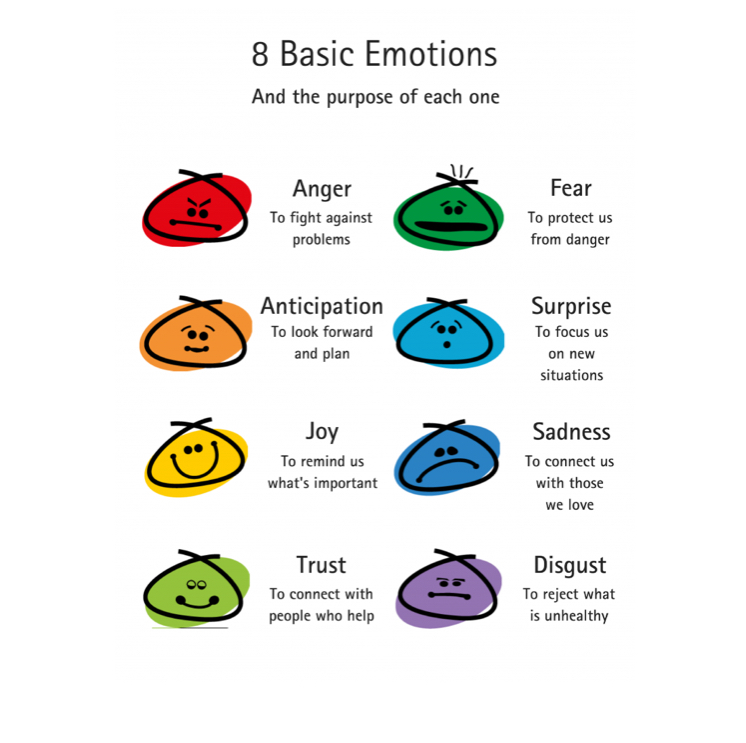 8 Basic Emotions
And the purpose of each one
Anger
To fight against
problems
Fear
To protect us
from danger
Anticipation
To look forward
and plan
Surprise
To focus us
on new
situations
Joy
To remind us
what's important
Sadness
To connect us
with those
we love
Trust
To connect with
people who help
Disgust
To reject what
is unhealthy